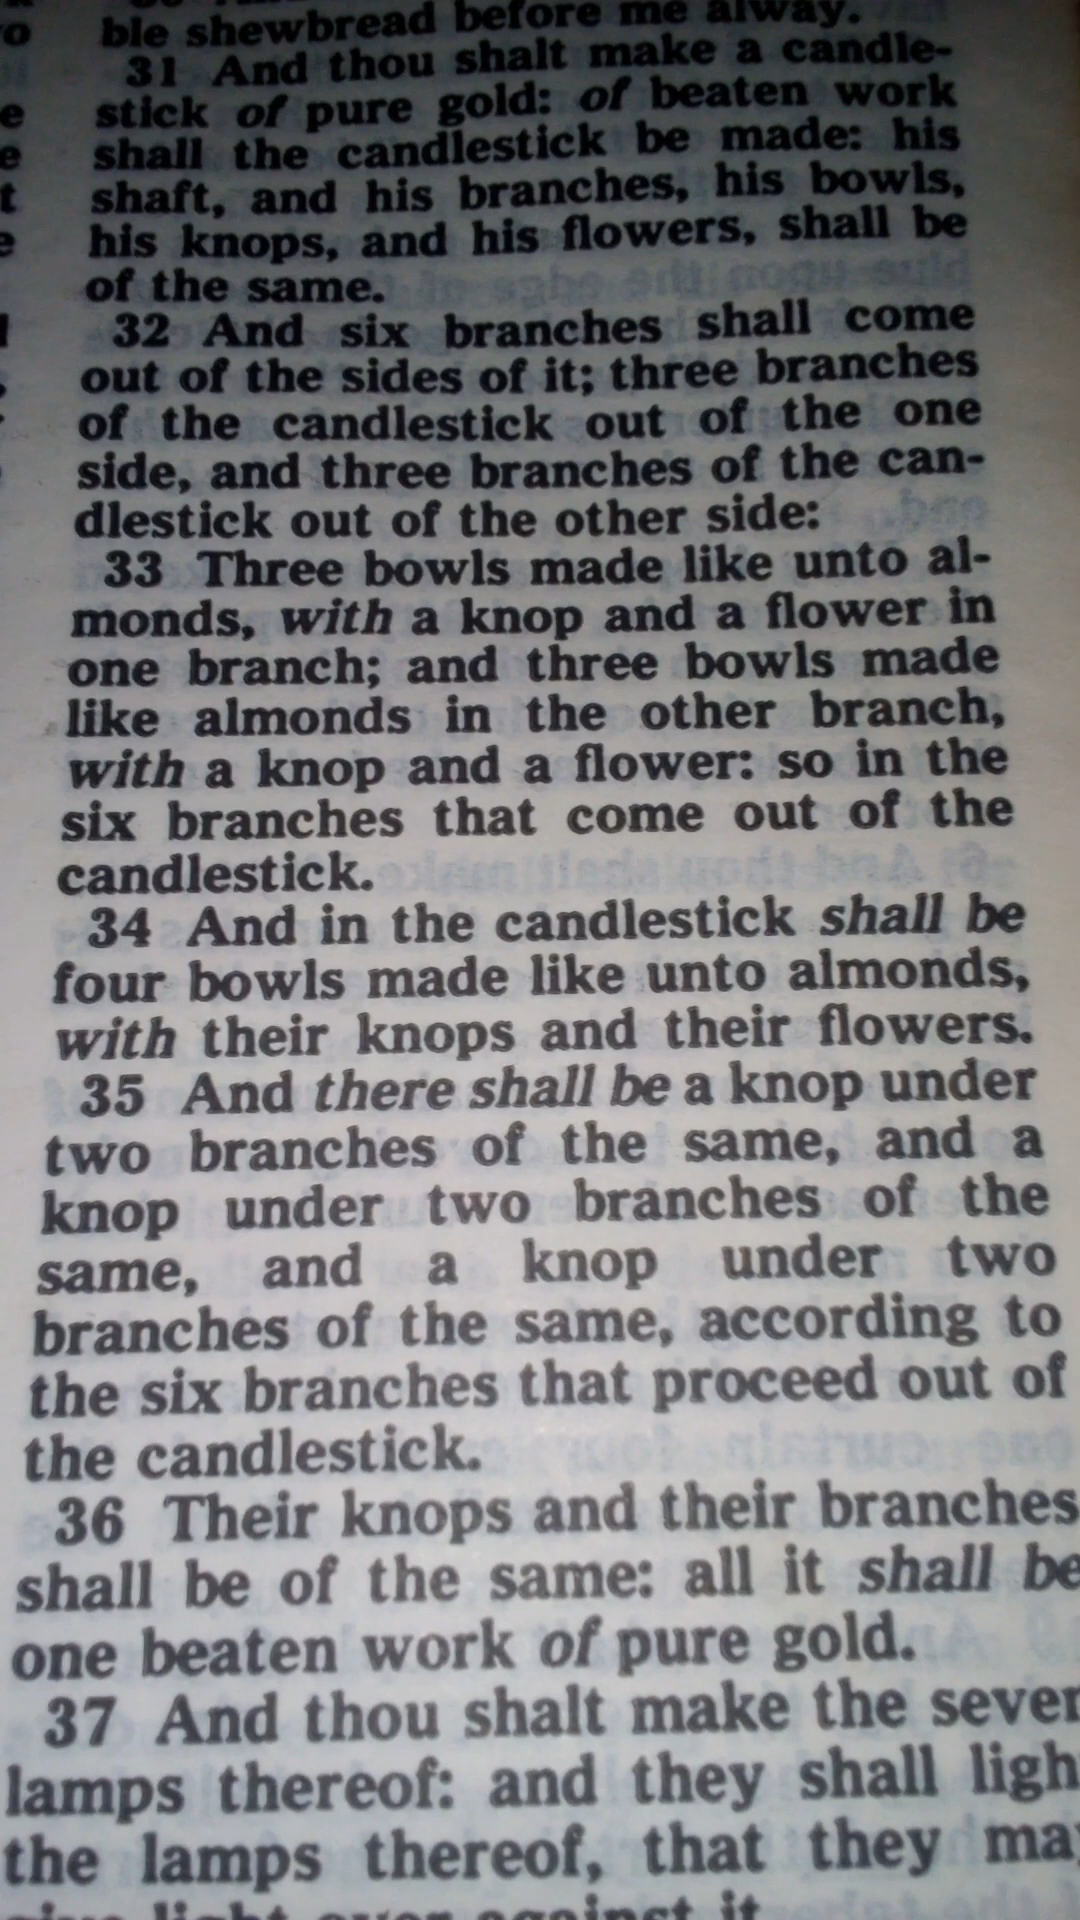 ble shewbread before me alway.
31 And thou shalt make a candle-
stick of pure gold: of beaten work
shall the candlestick be made: his
shaft, and his branches, his bowls,
his knops, and his flowers, shall be
of the same.
32 And six branches shall come
out of the sides of it; three branches
of the candlestick out of the one
side, and three branches of the can-
dlestick out of the other side:
33 Three bowls made like unto al-
monds, with a knop and a flower in
one branch; and three bowls made
like almonds in the other branch,
with a knop and a flower: so in the
six branches that come out of the
candlestick.
34 And in the candlestick shall be
four bowls made like unto almonds,
with their knops and their flowers.
35 And there shall be a knop under
two branches of the same, and a
knop under two branches of the
same, and a knop under two
branches of the same, according to
the six branches that proceed out of
the candlestick.
36 Their knops and their branches
shall be of the same: all it shall be
one beaten work of pure gold.
37 And thou shalt make the seven
lamps thereof: and they shall ligh
the lamps thereof, that they ma
give light over against it